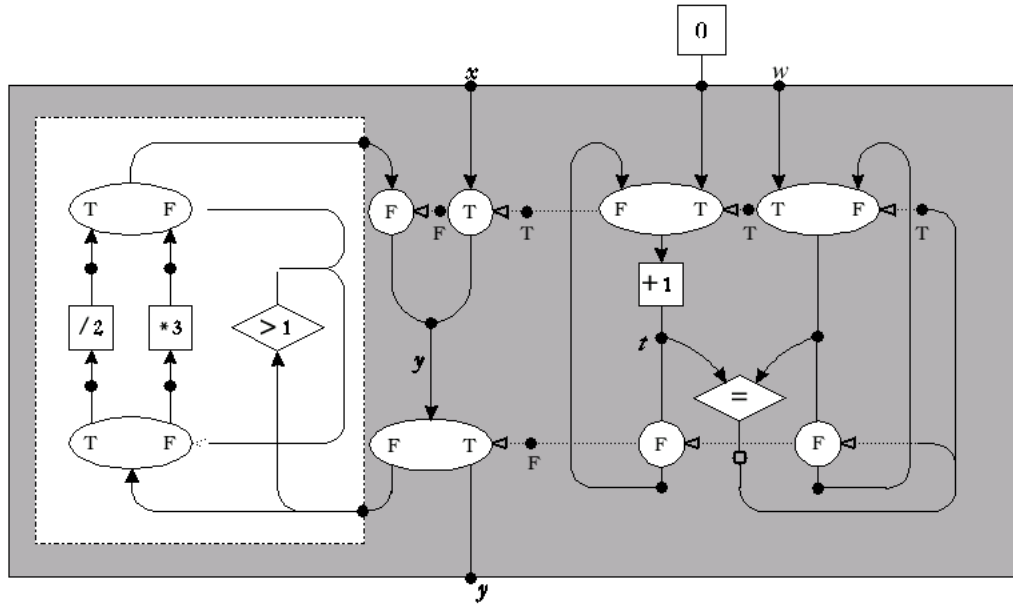 0
x w
T F
F T F T T F
F T T T
+1
/2 *3 >1
t
y =
T F F T F F
F
y